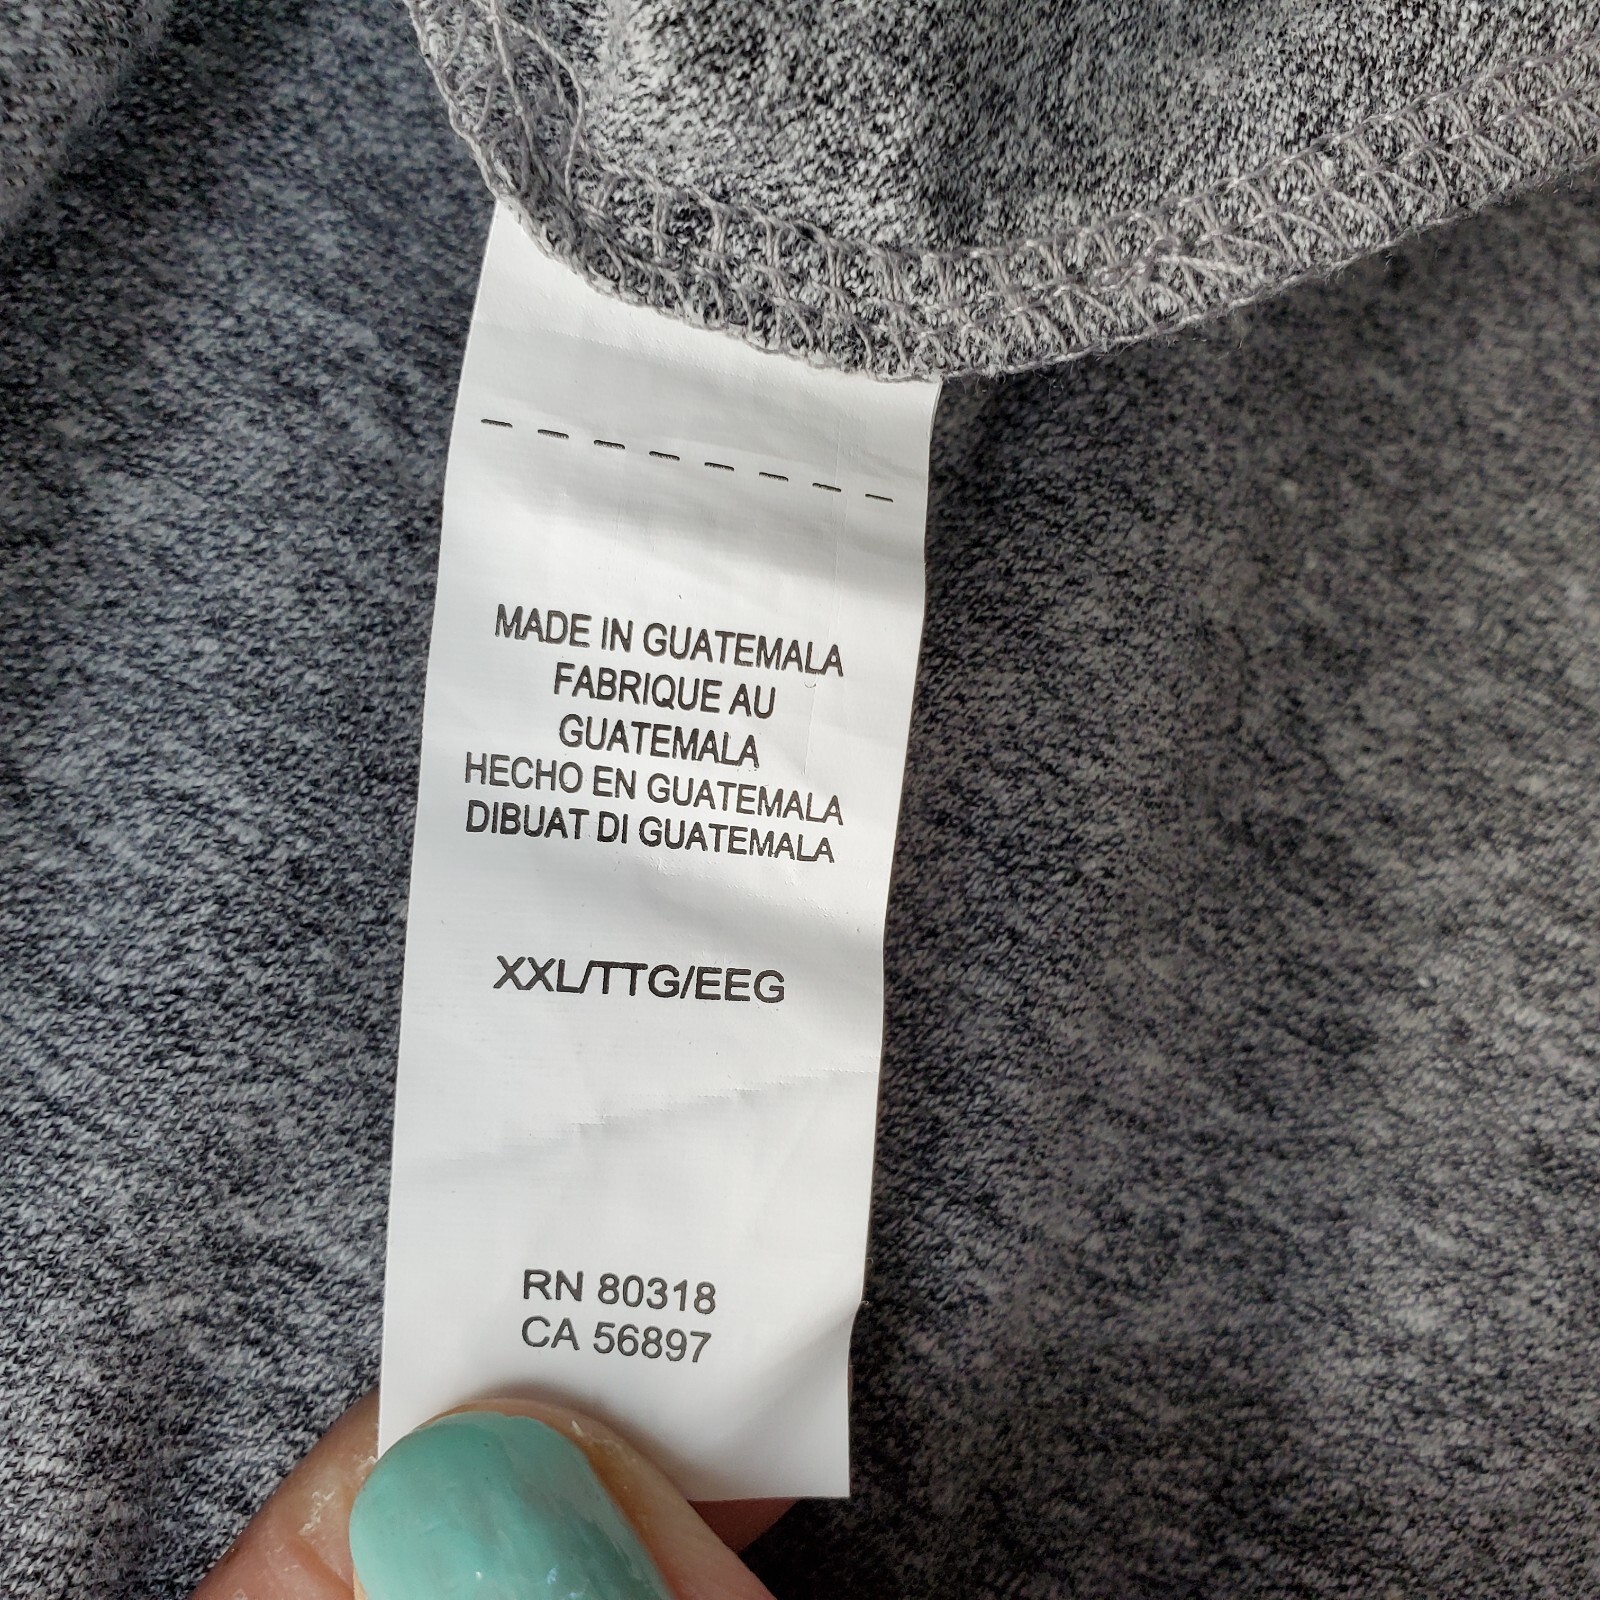 MADE IN GUATEMALA
FABRIQUE AU
GUATEMALA
HECHO EN GUATEMALA
DIBUAT DI GUATEMALA
XXL/TTG/EEG
RN 80318
CA 56897